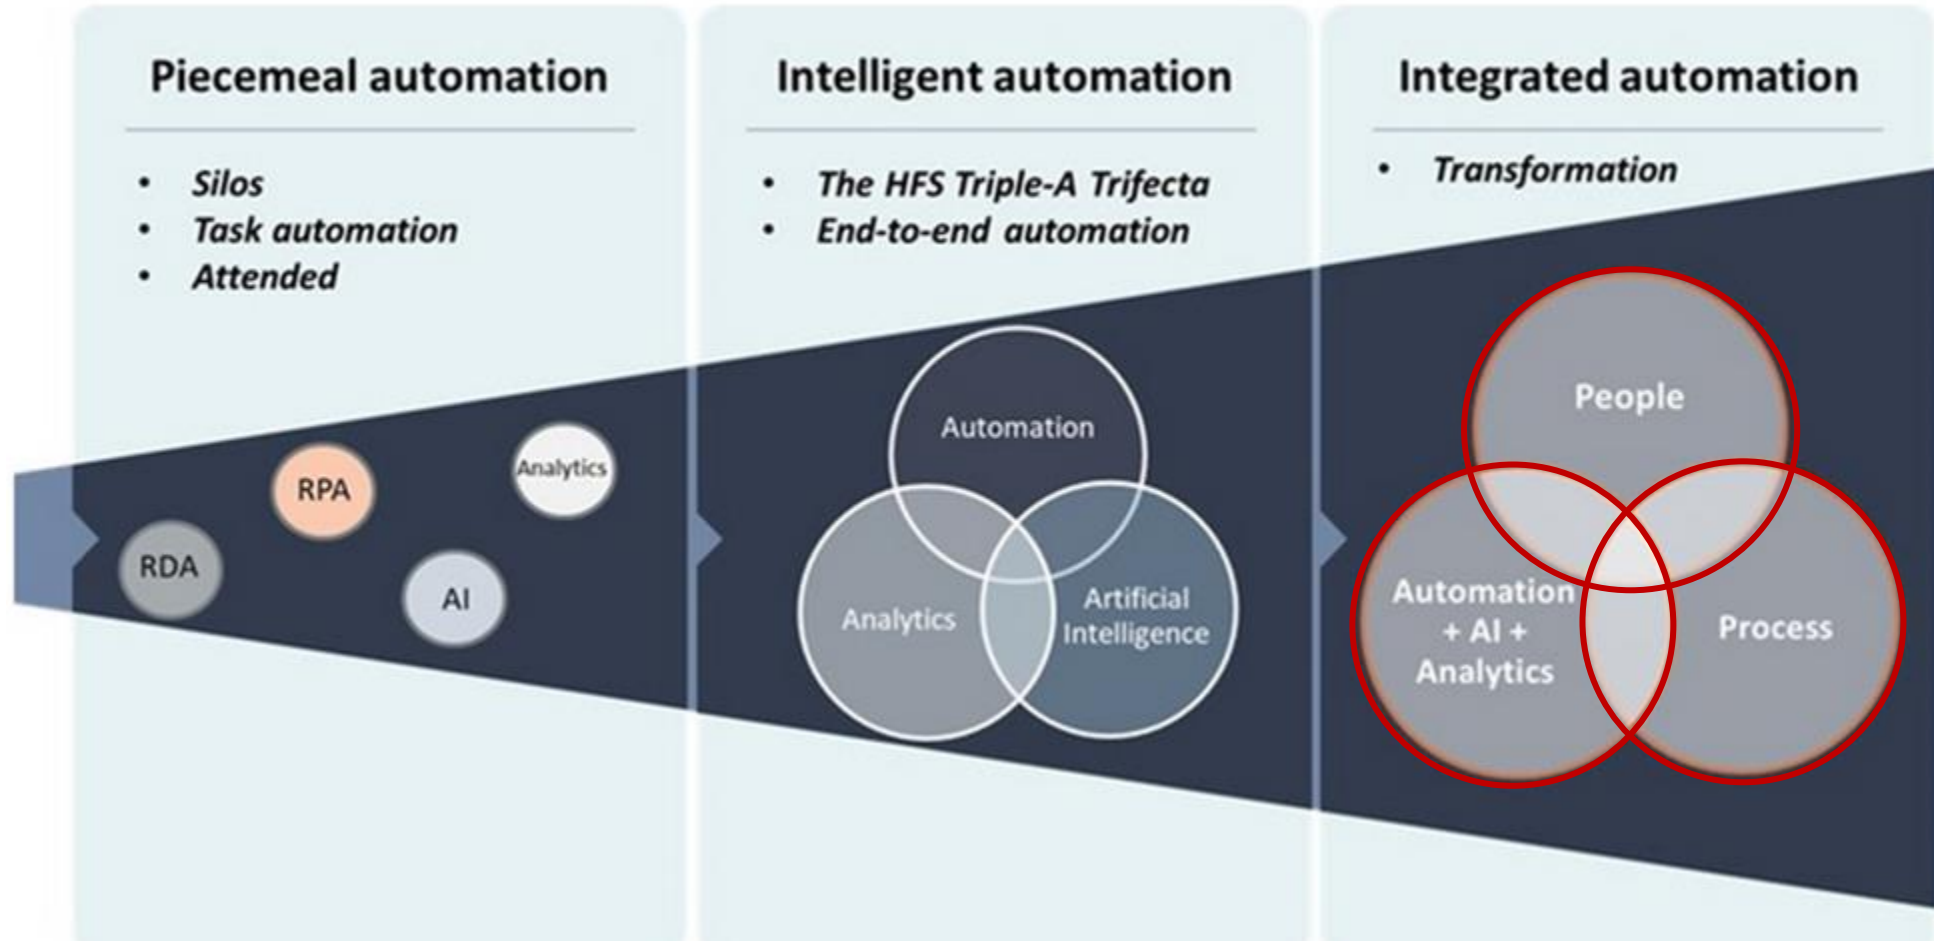 Piecemeal automation
• Silos
• Task automation
• Attended
RDA
RPA
AI
Analytics
Intelligent automation
• The HFS Triple-A Trifecta
• End-to-end automation
Automation
Analytics
Artificial
Intelligence
Integrated automation
• Transformation
People
Automation
+ AI +
Analytics
Process